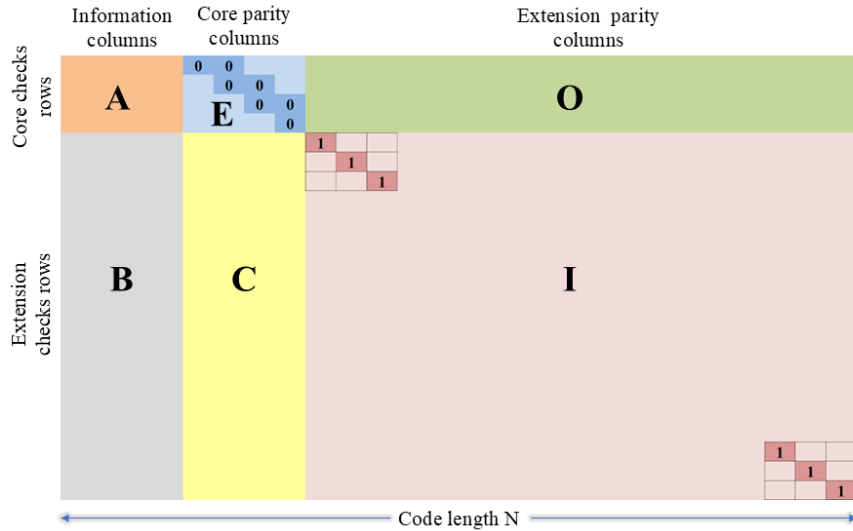 Information
columns
Core parity
columns
Extension parity
columns
Core checks
rows
A
0 0
0 0
0 0
0
E
O
1
1
1
Extension
checks rows
B
C
I
1
1
1
Code length N